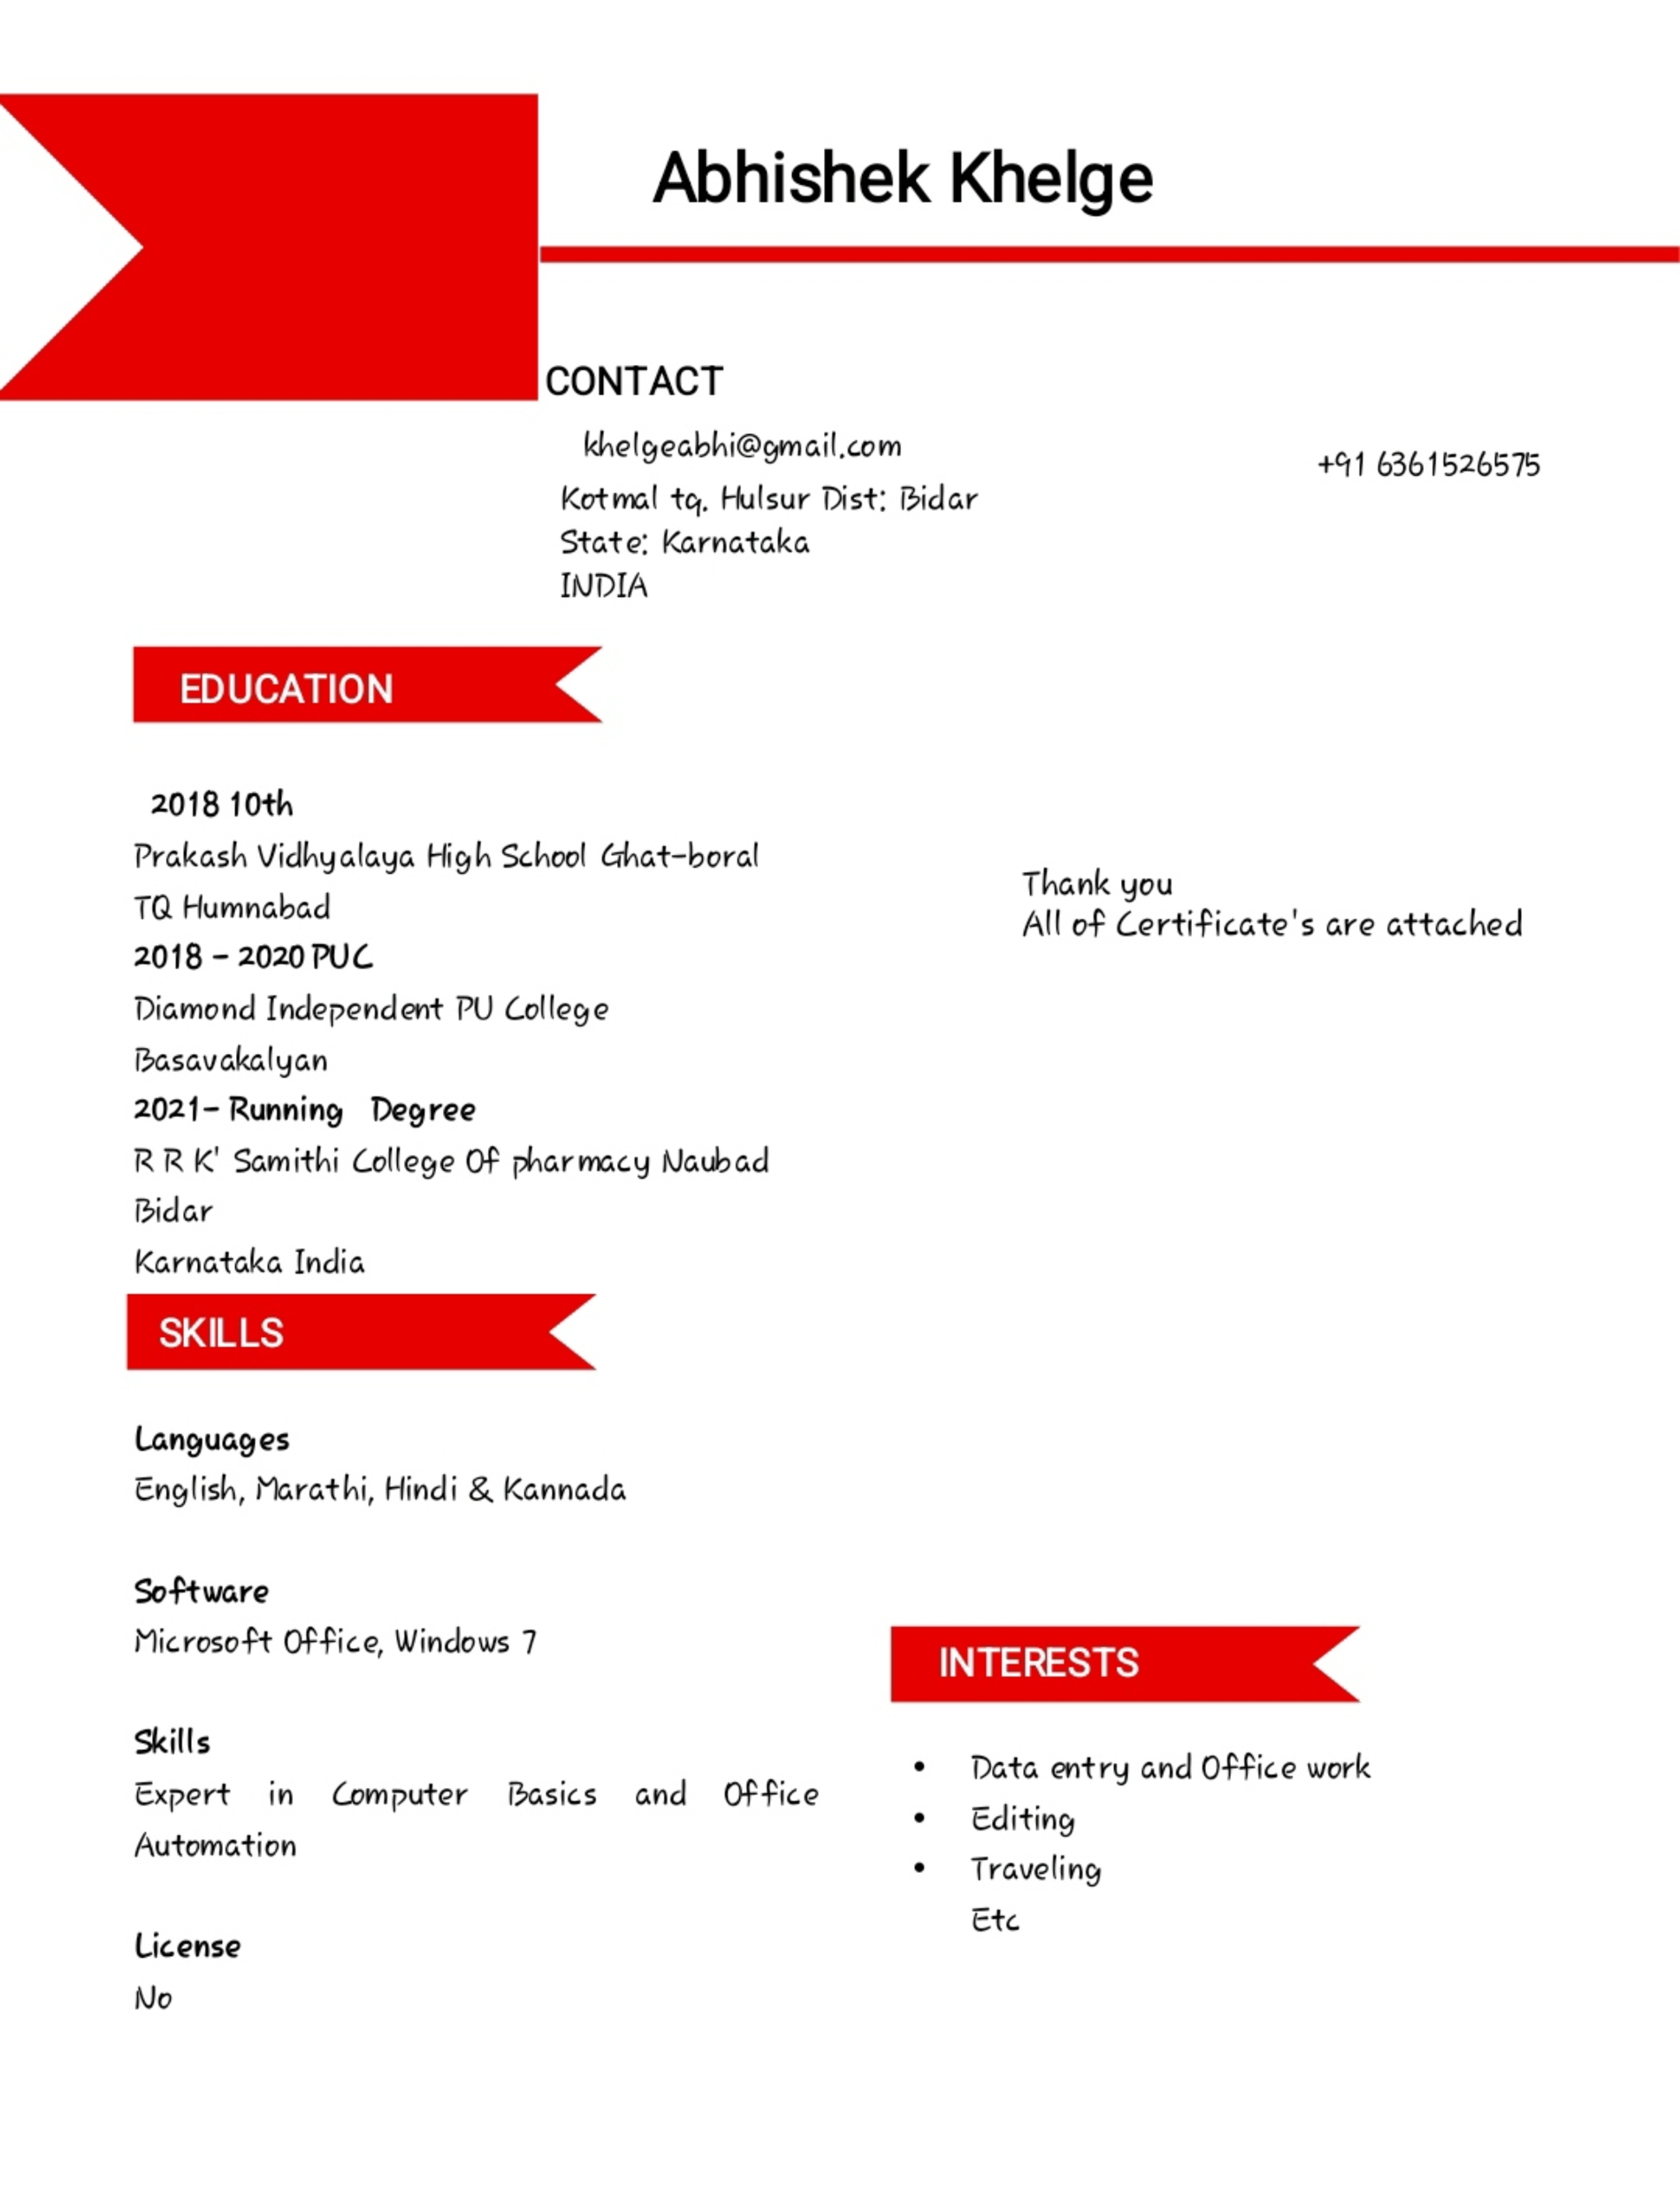 Abhishek Khelge
CONTACT
khelgeabhi@gmail.com
+91 6361526575
Kotmal tq. Hulsur Dist: Bidar
State: Karnataka
INDIA
EDUCATION
2018 10th
Prakash Vidhyalaya High School Ghat-boral
TQ Humnabad
2018 - 2020 PUC
Diamond Independent PU College
Basavakalyan
2021- Running Degree
R R K' Samithi College Of pharmacy Naubad
Bidar
Karnataka India
Thank you
All of Certificate's are attached
SKILLS
Languages
English, Marathi, Hindi & Kannada
Software
Microsoft Office, Windows 7
Skills
Expert in Computer Basics and Office
Automation
License
No
INTERESTS
• Data entry and Office work
• Editing
• Traveling
Etc